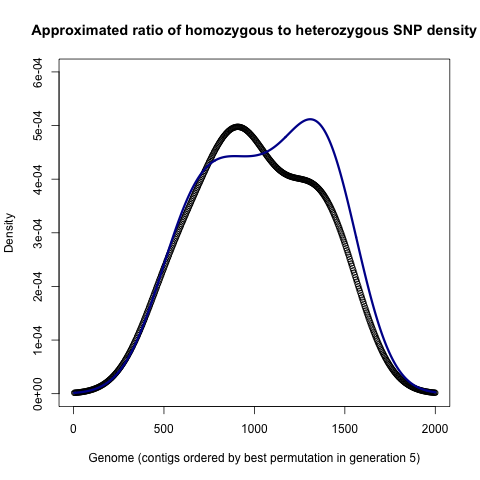 Approximated ratio of homozygous to heterozygous SNP density
6e-04
5e-04
4e-04
3e-04
2e-04
1e-04
0e+00
Density
0 500 1000 1500 2000
Genome (contigs ordered by best permutation in generation 5)